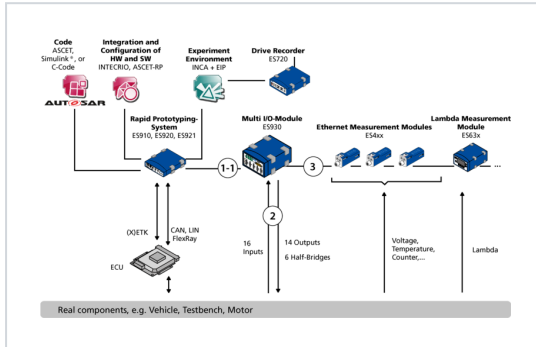 Code
ASCET,
Simulink®, or
C-Code
AUTOSAR
Integration and
Configuration of
HW and SW
INTECRIO, ASCET-RP
Experiment
Environment
INCA + EIP
Drive Recorder
ES720
Rapid Prototyping-
System
ES910, ES920, ES921
Multi I/O-Module
ES930
Ethernet Measurement Modules
ES4xx
Lambda Measurement
Module
ES63x
1-1
3
...
2
(X)ETK
CAN, LIN
FlexRay
ECU
16
Inputs
14 Outputs
6 Half-Bridges
Voltage,
Temperature,
Counter,...
Lambda
Real components, e.g. Vehicle, Testbench, Motor